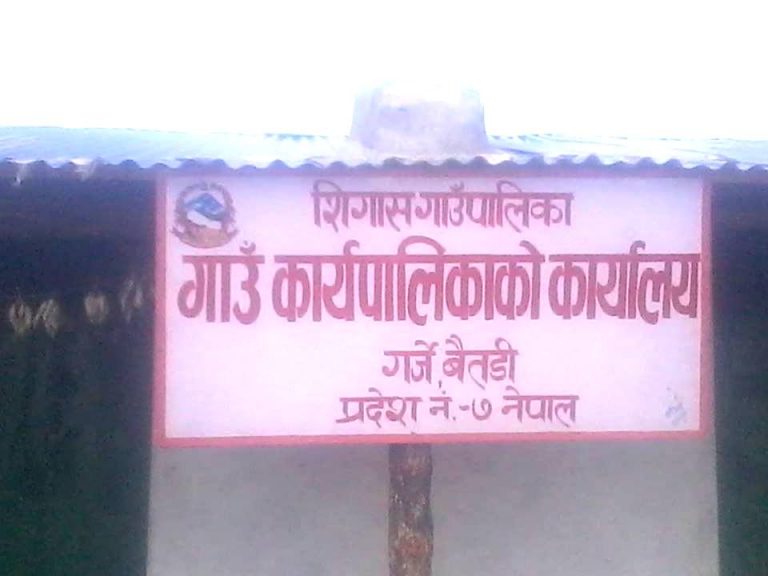 शिगास गाउँपालिका
गाउँ कार्यपालिकाको कार्यालय
गर्जे, बैतडी
प्रदेश नं.-७ नेपाल